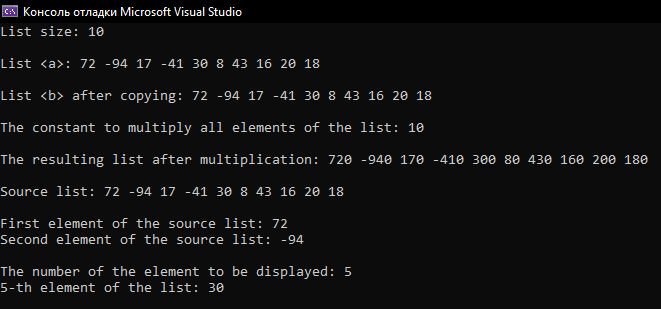 Консоль отладки Microsoft Visual Studio
List size: 10
List <a>: 72 -94 17 -41 30 8 43 16 20 18
List <b> after copying: 72 -94 17 -41 30 8 43 16 20 18
The constant to multiply all elements of the list: 10
The resulting list after multiplication: 720 -940 170 -410 300 80 430 160 200 180
Source list: 72 -94 17 -41 30 8 43 16 20 18
First element of the source list: 72
Second element of the source list: -94
The number of the element to be displayed: 5
5-th element of the list: 30